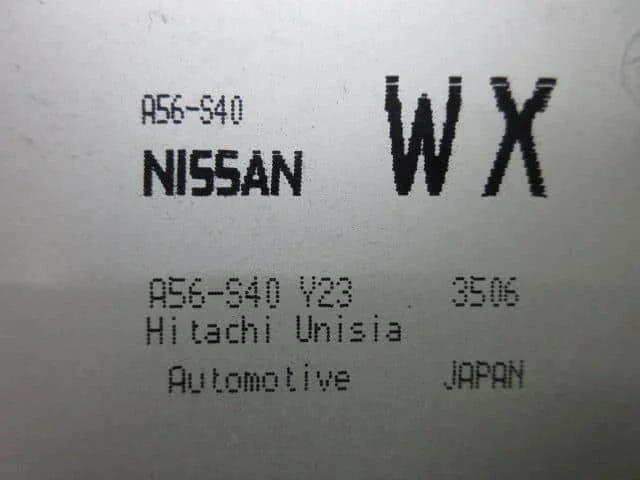 A56-S40
NISSAN WX
A56-S40 Y23 3506
Hitachi Unisia
Automotive JAPAN